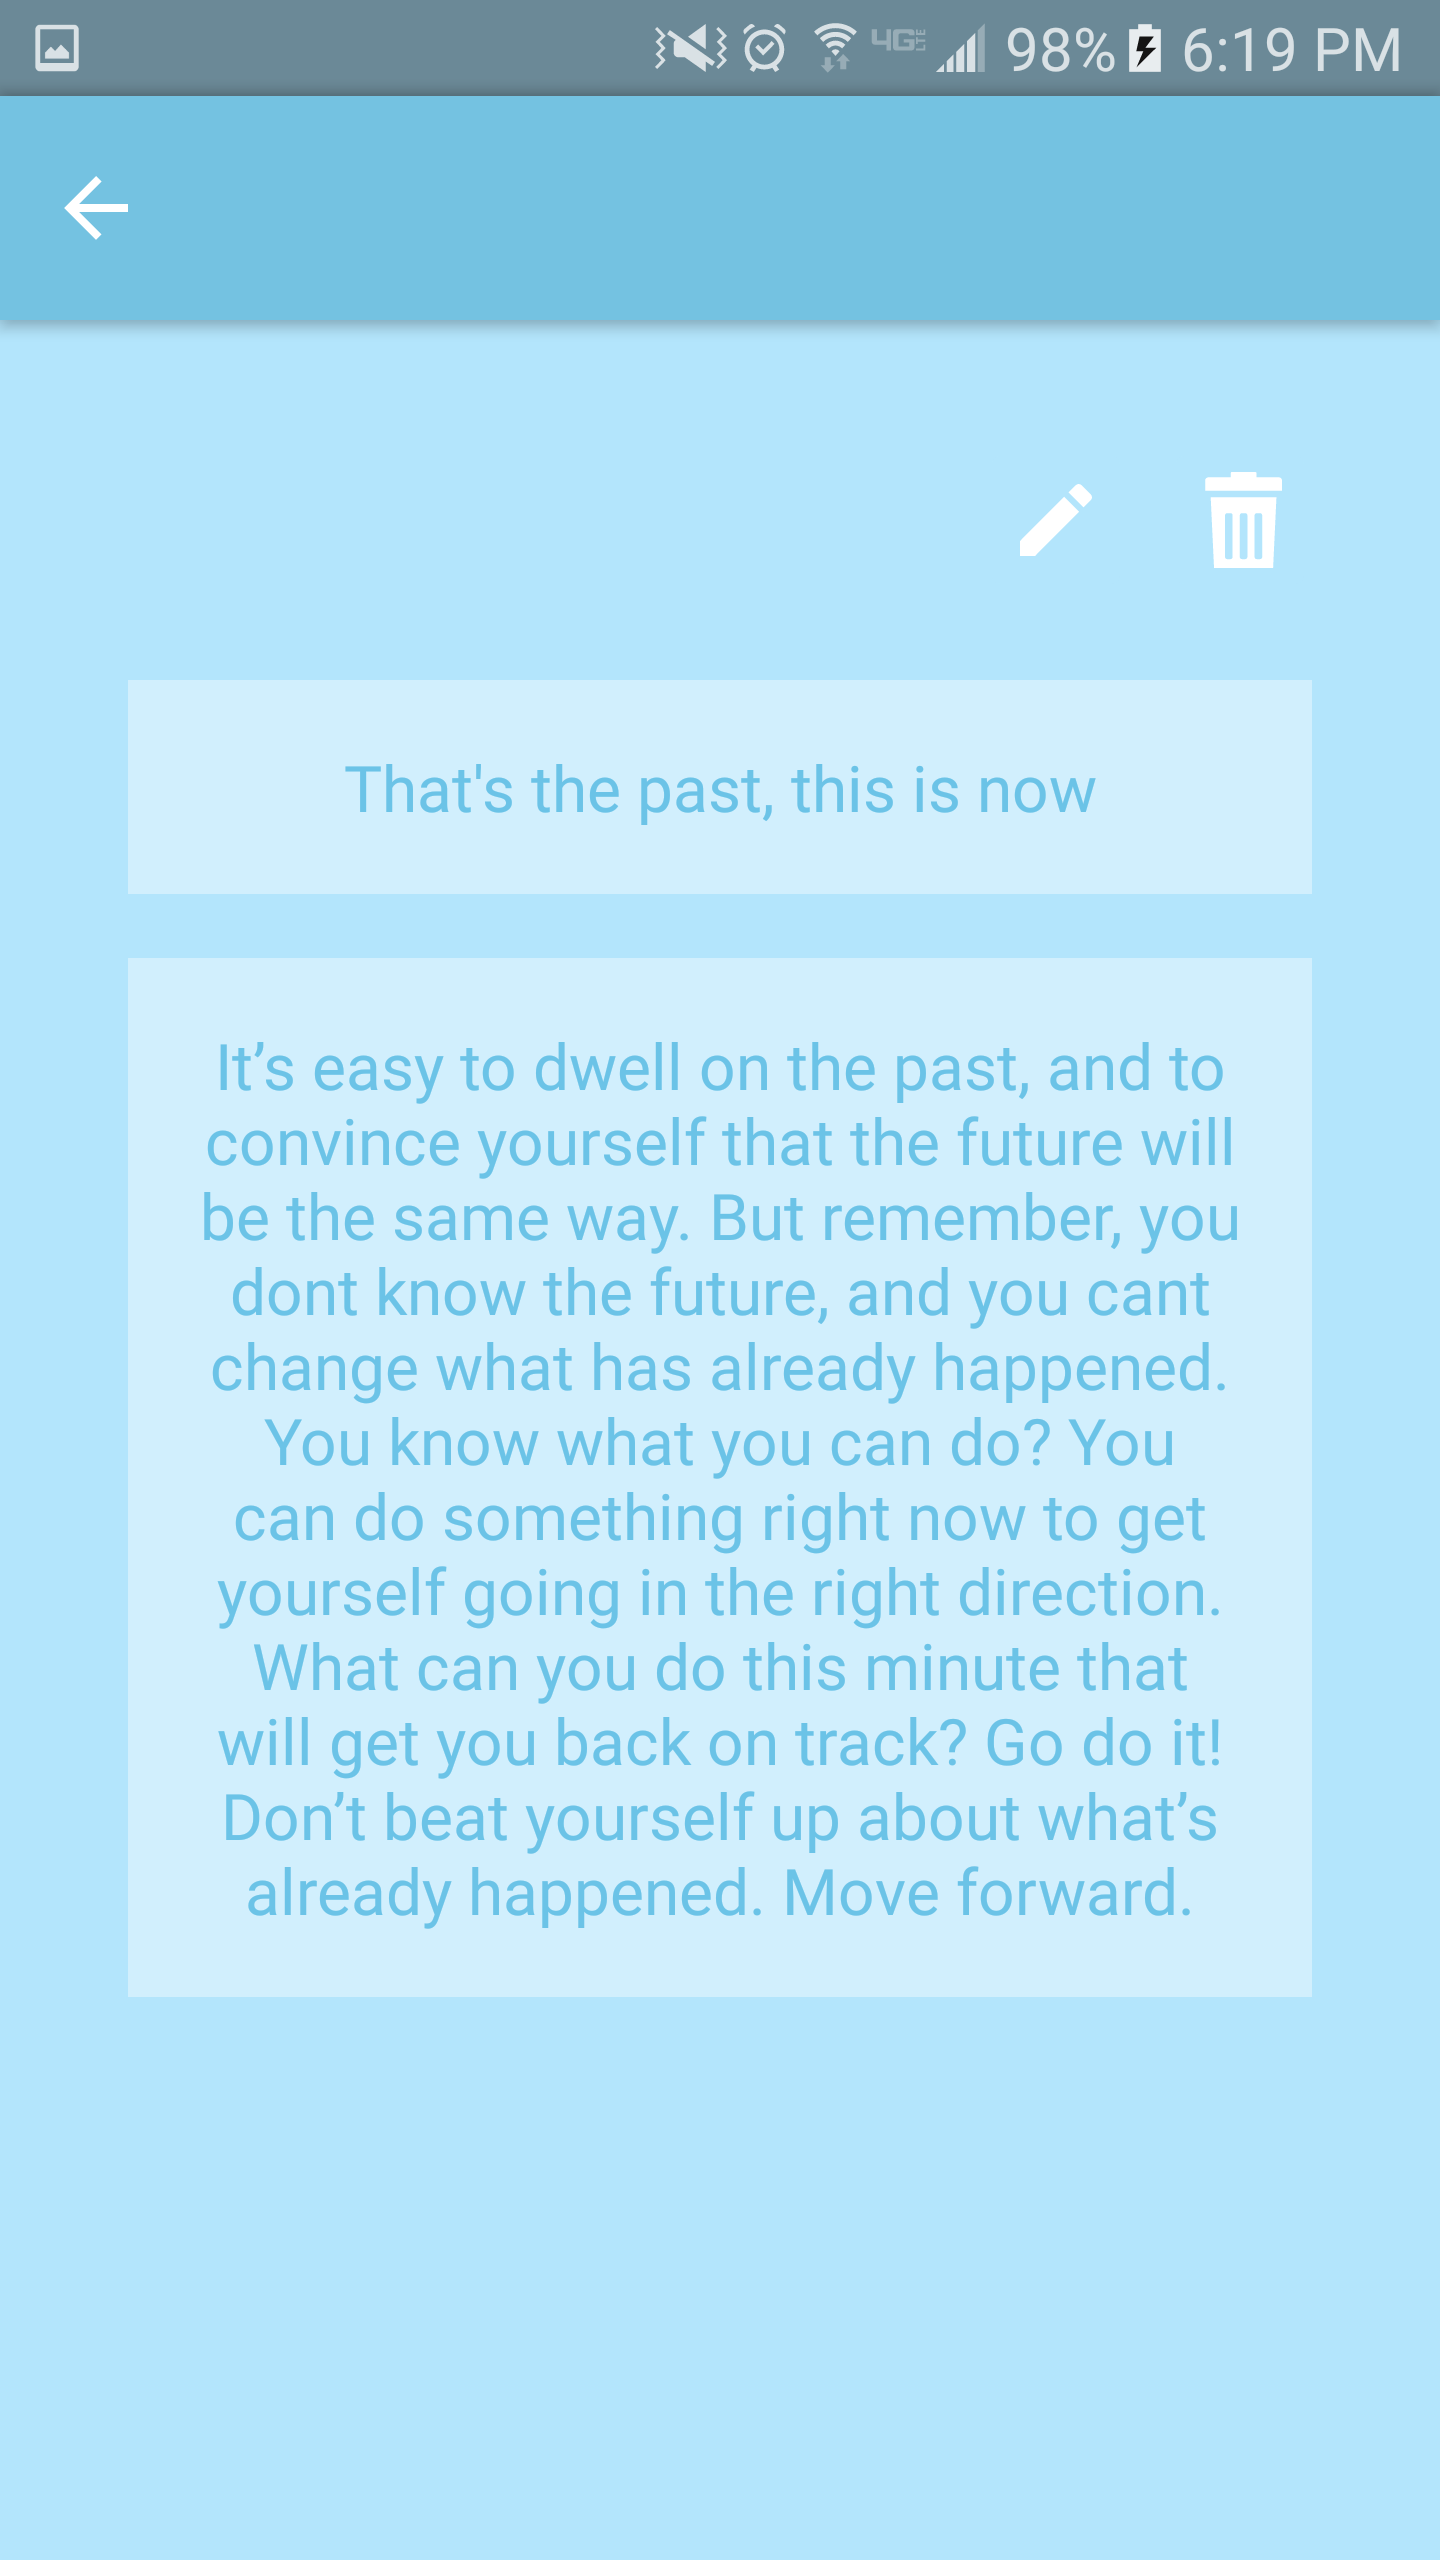 4G LTE 98% 6:19 PM
That's the past, this is now
It’s easy to dwell on the past, and to
convince yourself that the future will
be the same way. But remember, you
dont know the future, and you cant
change what has already happened.
You know what you can do? You
can do something right now to get
yourself going in the right direction.
What can you do this minute that
will get you back on track? Go do it!
Don’t beat yourself up about what’s
already happened. Move forward.